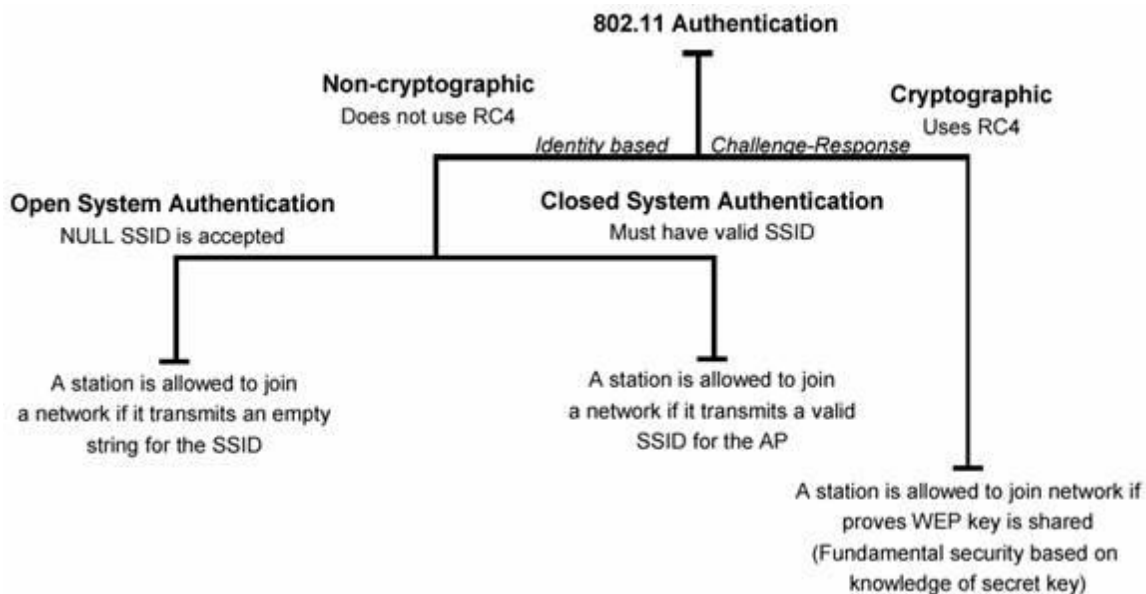 802.11 Authentication
Non-cryptographic
Does not use RC4
Cryptographic
Uses RC4
Identity based
Challenge-Response
Open System Authentication
NULL SSID is accepted
Closed System Authentication
Must have valid SSID
A station is allowed to join
a network if it transmits an empty
string for the SSID
A station is allowed to join
a network if it transmits a valid
SSID for the AP
A station is allowed to join network if
proves WEP key is shared
(Fundamental security based on
knowledge of secret key)